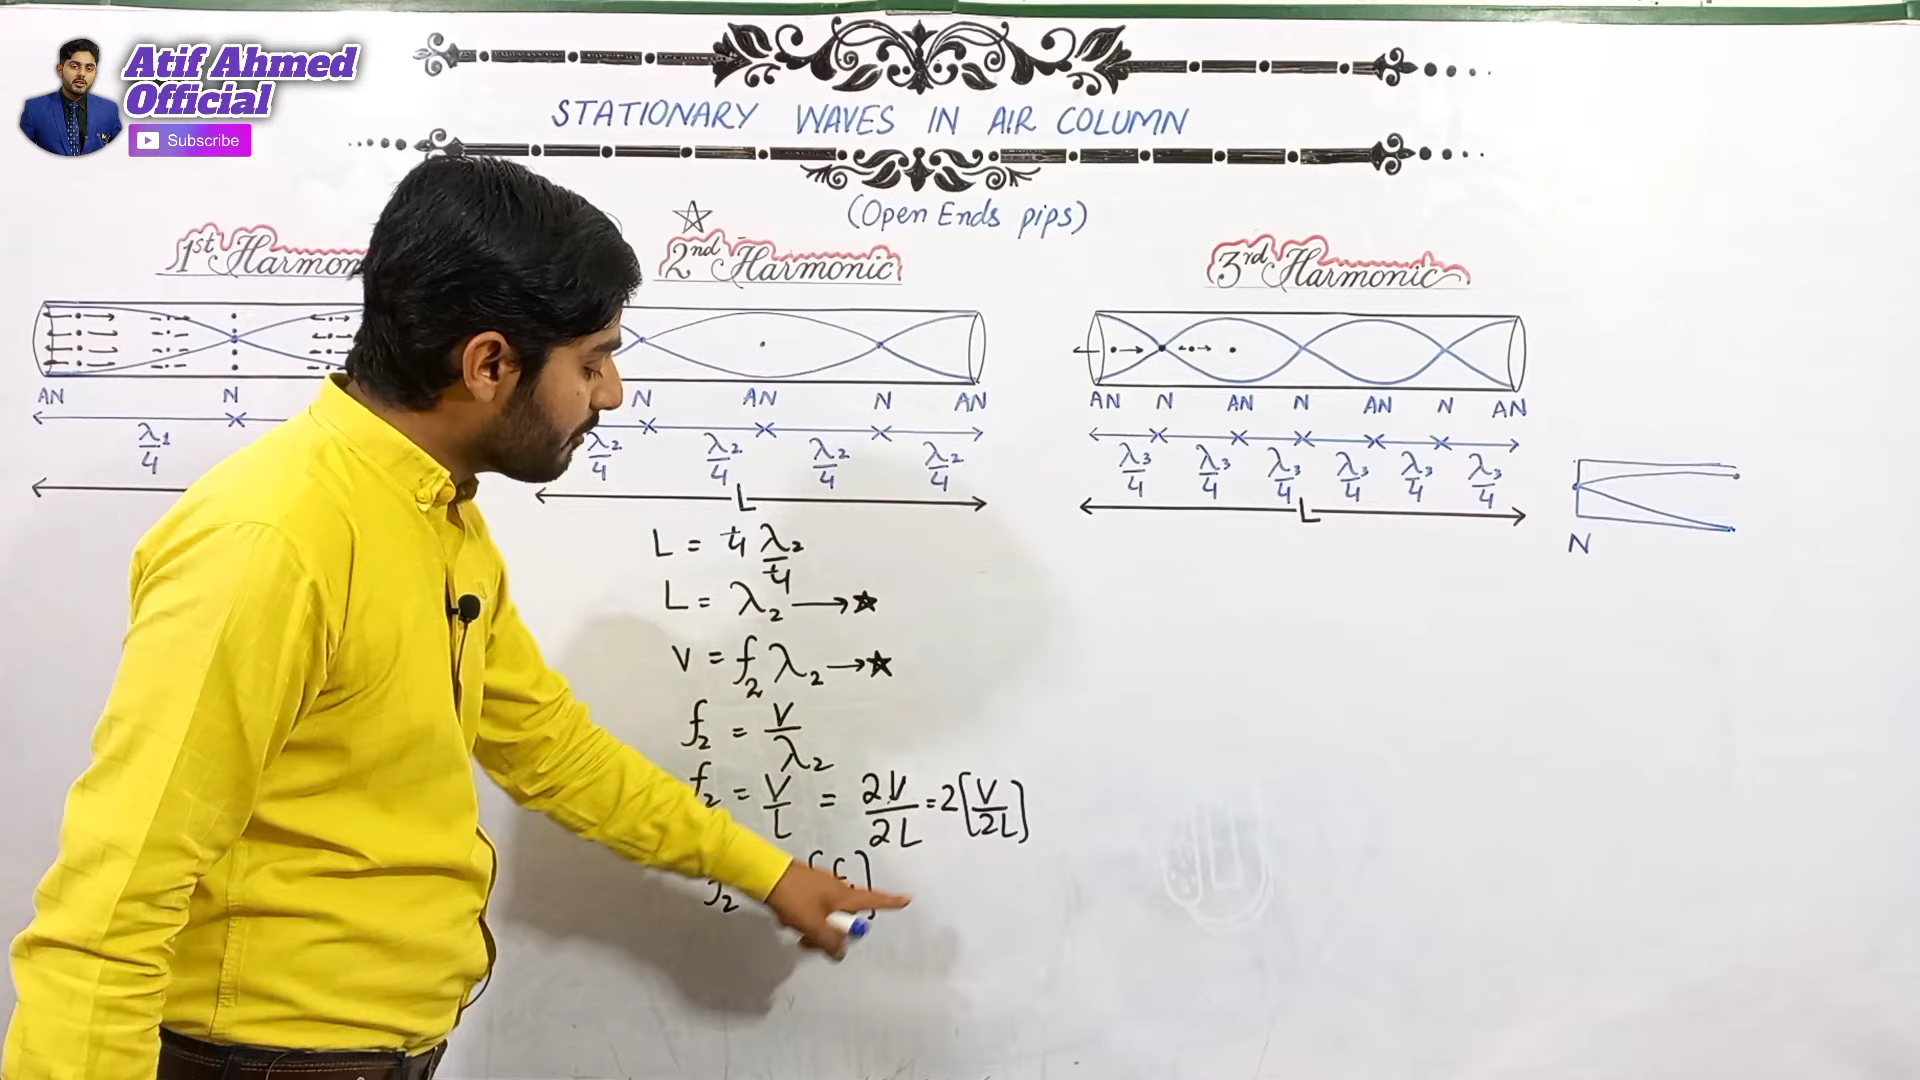 Atif Ahmed
Official
Subscribe
STATIONARY WAVES IN AIR COLUMN
(Open Ends pips)
1st Harmon
AN N
λ1/4
2nd Harmonic
N AN N AN
λ2/4 λ2/4 λ2/4 λ2/4
L
L = 4 λ2/4
L = λ2 → ★
v = f2 λ2 → ★
f2 = V/λ2
f2 = V/L = 2V/2L = 2[V/2L]
f2
3rd Harmonic
AN N AN N AN N AN
λ3/4 λ3/4 λ3/4 λ3/4 λ3/4 λ3/4
L
N